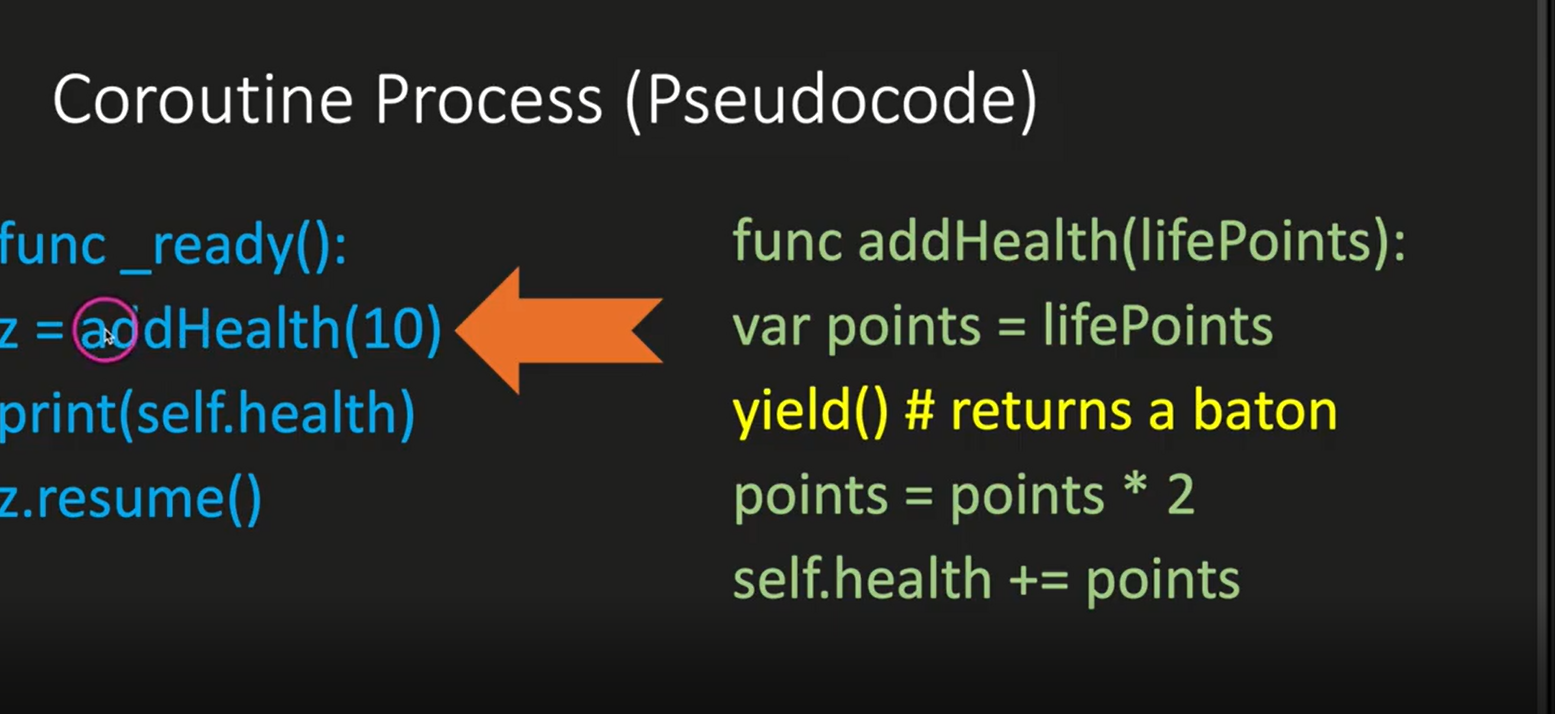 Coroutine Process (Pseudocode)
func _ready():
z = addHealth(10)
print(self.health)
z.resume()
func addHealth(lifePoints):
var points = lifePoints
yield() # returns a baton
points = points * 2
self.health += points